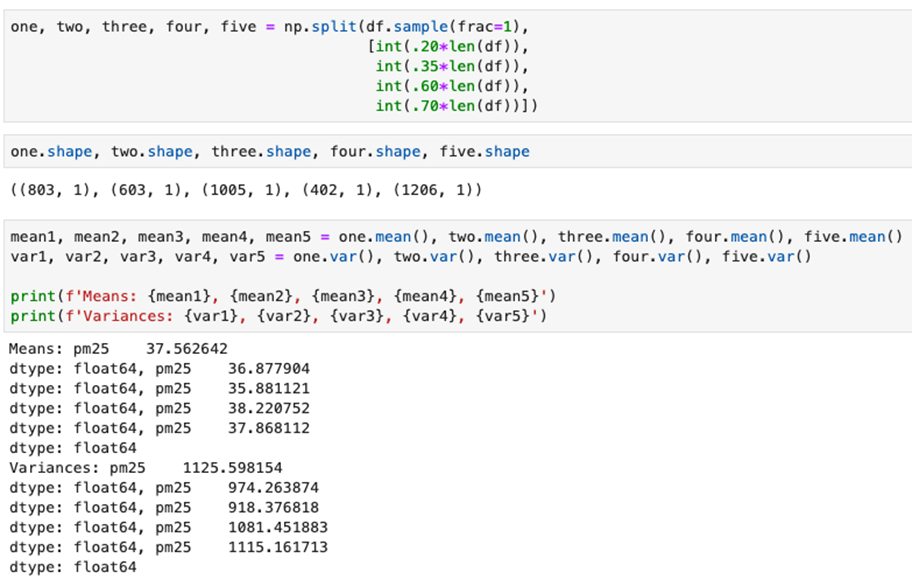 one, two, three, four, five = np.split(df.sample(frac=1),
[int(.20*len(df)),
int(.35*len(df)),
int(.60*len(df)),
int(.70*len(df))])
one.shape, two.shape, three.shape, four.shape, five.shape
((803, 1), (603, 1), (1005, 1), (402, 1), (1206, 1))
mean1, mean2, mean3, mean4, mean5 = one.mean(), two.mean(), three.mean(), four.mean(), five.mean()
var1, var2, var3, var4, var5 = one.var(), two.var(), three.var(), four.var(), five.var()
print(f'Means: {mean1}, {mean2}, {mean3}, {mean4}, {mean5}')
print(f'Variances: {var1}, {var2}, {var3}, {var4}, {var5}')
Means: pm25    37.562642
dtype: float64, pm25    36.877904
dtype: float64, pm25    35.881121
dtype: float64, pm25    38.220752
dtype: float64, pm25    37.868112
dtype: float64
Variances: pm25    1125.598154
dtype: float64, pm25    974.263874
dtype: float64, pm25    918.376818
dtype: float64, pm25    1081.451883
dtype: float64, pm25    1115.161713
dtype: float64